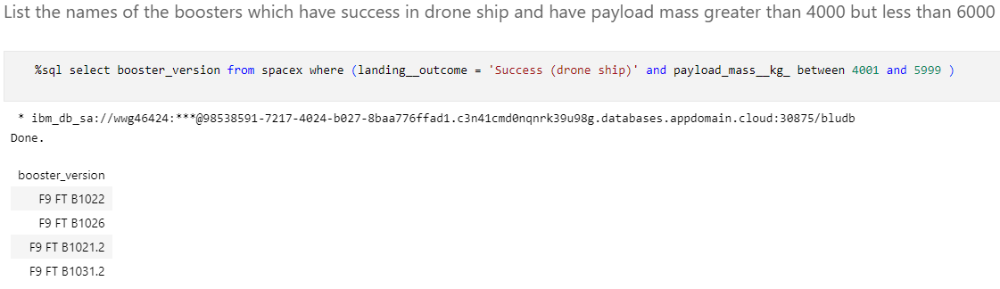 List the names of the boosters which have success in drone ship and have payload mass greater than 4000 but less than 6000
%sql select booster_version from spacex where (landing__outcome = 'Success (drone ship)' and payload_mass__kg_ between 4001 and 5999 )
* ibm_db_sa://wwg46424:***@98538591-7217-4024-b027-8baa776ffad1.c3n41cmd0nqnrk39u98g.databases.appdomain.cloud:30875/bludb
Done.
booster_version
F9 FT B1022
F9 FT B1026
F9 FT B1021.2
F9 FT B1031.2